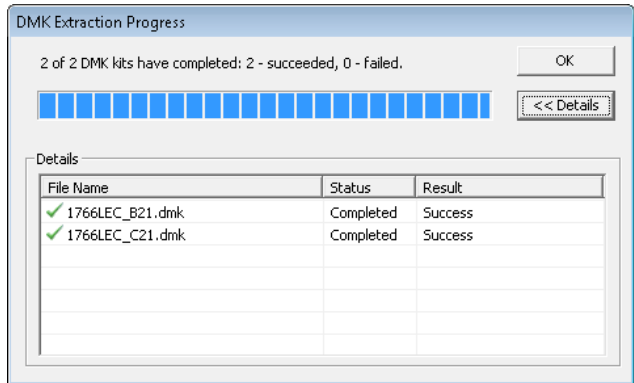 DMK Extraction Progress
2 of 2 DMK kits have completed: 2 - succeeded, 0 - failed.
OK
<< Details
Details
File Name Status Result
1766LEC_B21.dmk Completed Success
1766LEC_C21.dmk Completed Success